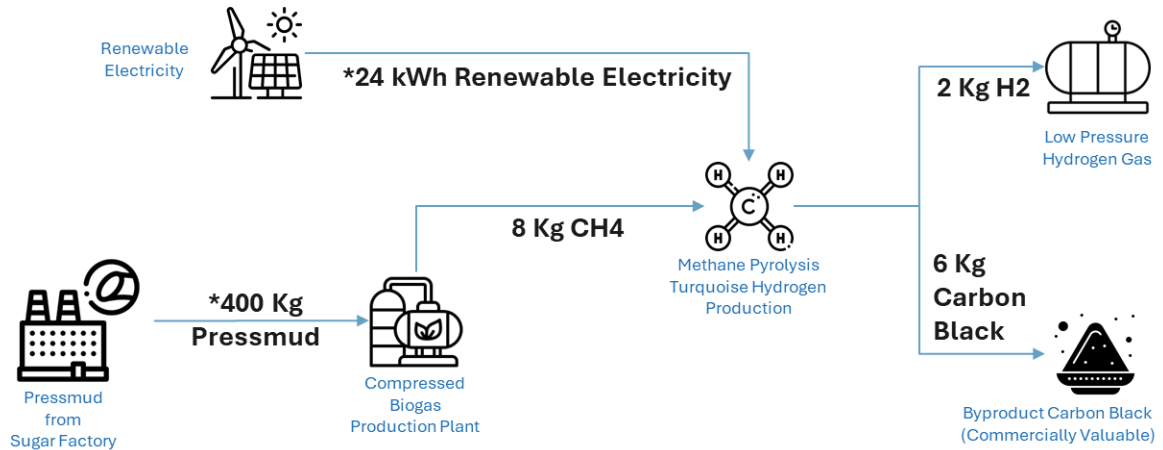 Renewable
Electricity
*24 kWh Renewable Electricity
2 Kg H2
Low Pressure
Hydrogen Gas
H
H
C
H
H
8 Kg CH4
Methane Pyrolysis
Turquoise Hydrogen
Production
6 Kg
Carbon
Black
*400 Kg
Pressmud
Pressmud
from
Sugar Factory
Compressed
Biogas
Production Plant
Byproduct Carbon Black
(Commercially Valuable)